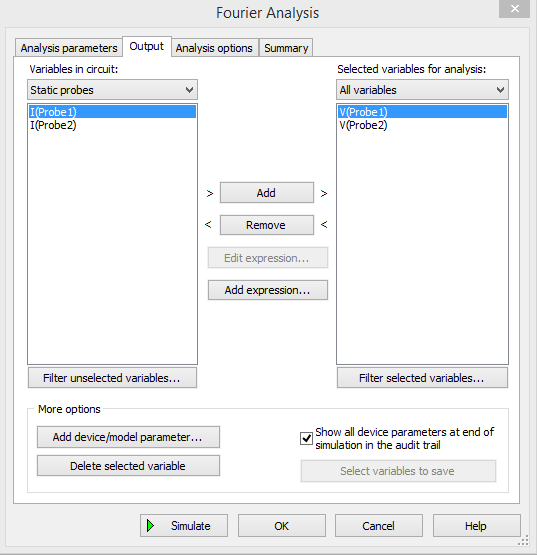 Fourier Analysis
Analysis parameters Output Analysis options Summary
Variables in circuit: Selected variables for analysis:
Static probes All variables
I(Probe1) V(Probe1)
I(Probe2) V(Probe2)
> Add >
< Remove <
Edit expression...
Add expression...
Filter unselected variables... Filter selected variables...
More options
Add device/model parameter...
Show all device parameters at end of
simulation in the audit trail
Delete selected variable
Select variables to save
Simulate OK Cancel Help